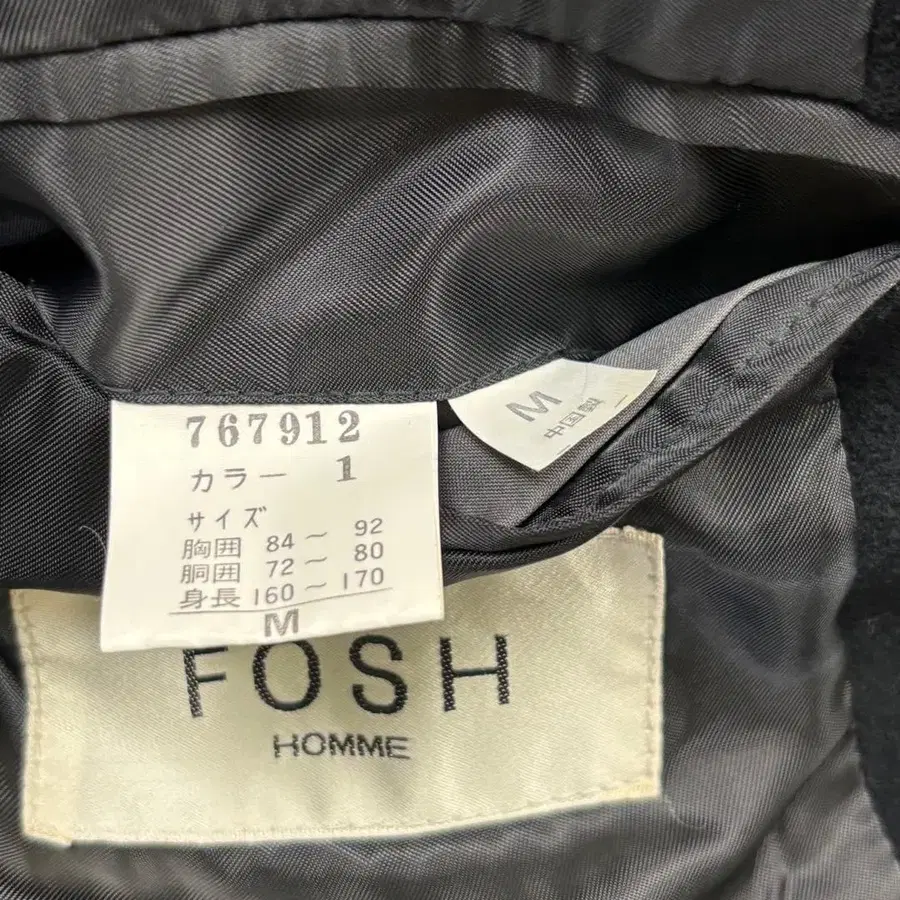 767912
カラー 1
サイズ
胸囲 84〜 92
胴囲 72〜 80
身長 160〜170
M
M
中国製
FOSH
HOMME